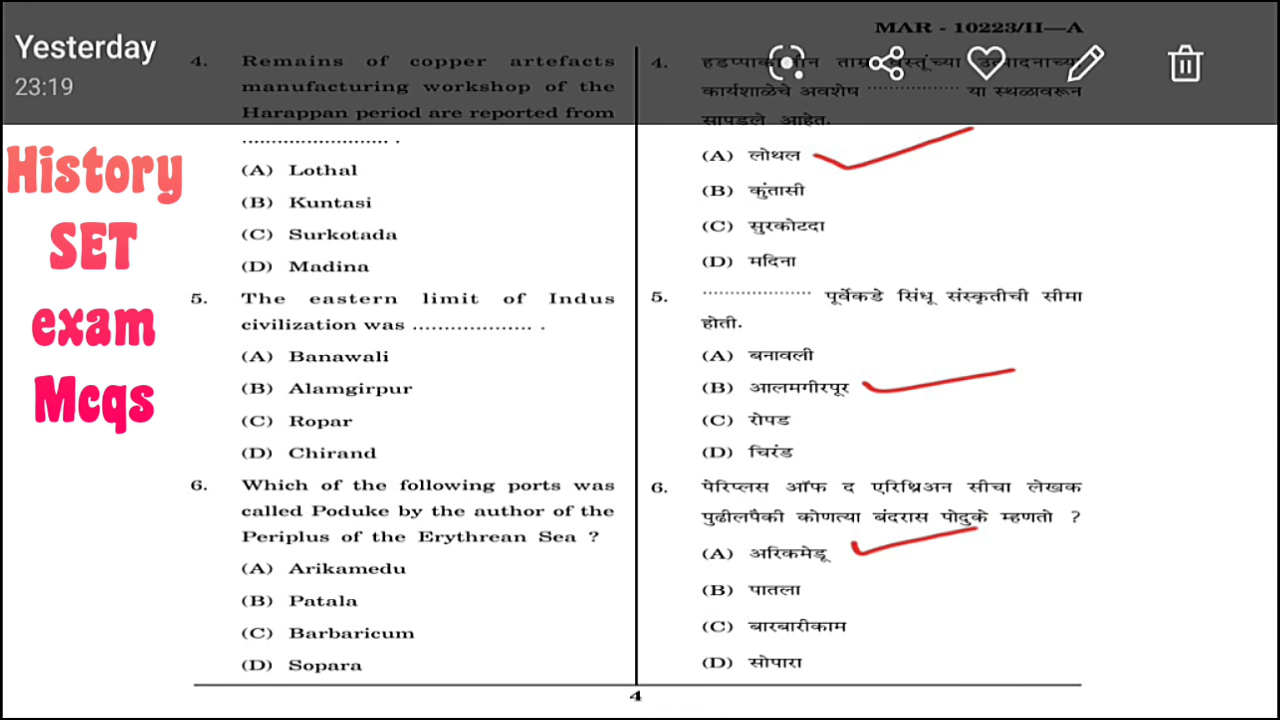 MAR - 10223/II—A
Yesterday
23:19
History
SET
exam
Mcqs
4. Remains of copper artefacts
manufacturing workshop of the
Harappan period are reported from
......................... .
(A) Lothal
(B) Kuntasi
(C) Surkotada
(D) Madina
5. The eastern limit of Indus
civilization was .................... .
(A) Banawali
(B) Alamgirpur
(C) Ropar
(D) Chirand
6. Which of the following ports was
called Poduke by the author of the
Periplus of the Erythrean Sea ?
(A) Arikamedu
(B) Patala
(C) Barbaricum
(D) Sopara
4.
कार्यशाळेचे अवशेष .................. या स्थळावरून
सापडले आहेत.
(A) लोथल
(B) कुंतासी
(C) सुरकोटदा
(D) मदिना
5. .................... पूर्वेकडे सिंधू संस्कृतीची सीमा
होती.
(A) बनावली
(B) आलमगीरपूर
(C) रोपड
(D) चिरंड
6. पेरिप्लस ऑफ द एरिथ्रिअन सीचा लेखक
पुढीलपैकी कोणत्या बंदरास पोदुके म्हणतो ?
(A) अरिकमेडू
(B) पातला
(C) बारबारीकाम
(D) सोपारा
4